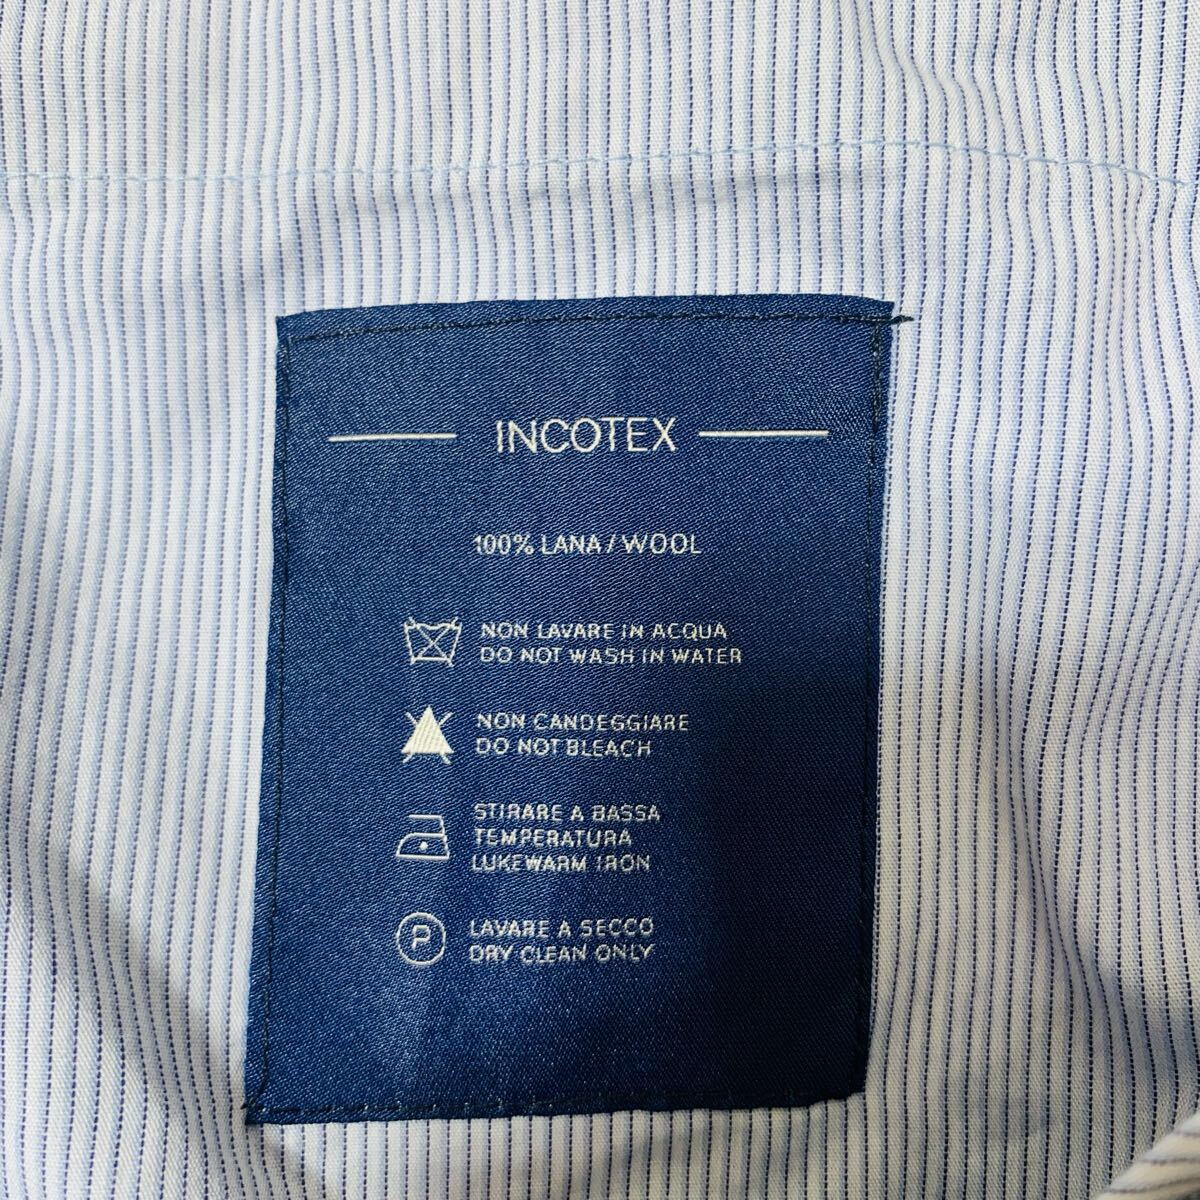 INCOTEX
100% LANA/WOOL
NON LAVARE IN ACQUA
DO NOT WASH IN WATER
NON CANDEGGIARE
DO NOT BLEACH
STIRARE A BASSA
TEMPERATURA
LUKEWARM IRON
P
LAVARE A SECCO
DRY CLEAN ONLY